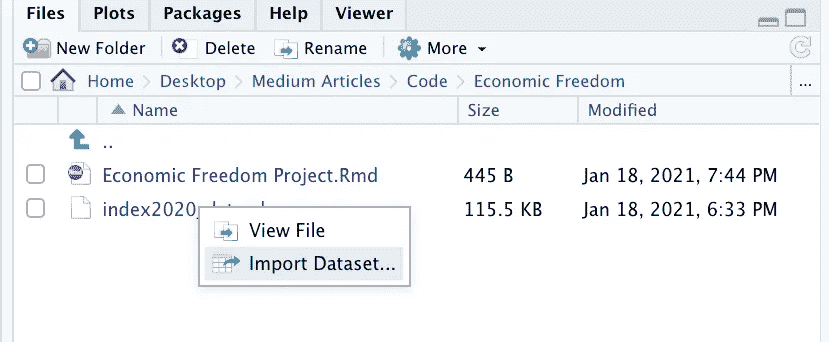 Files Plots Packages Help Viewer
New Folder Delete Rename More
Home Desktop Medium Articles Code Economic Freedom ...
Name Size Modified
..
Economic Freedom Project.Rmd 445 B Jan 18, 2021, 7:44 PM
index2020_ 115.5 KB Jan 18, 2021, 6:33 PM
View File
Import Dataset...